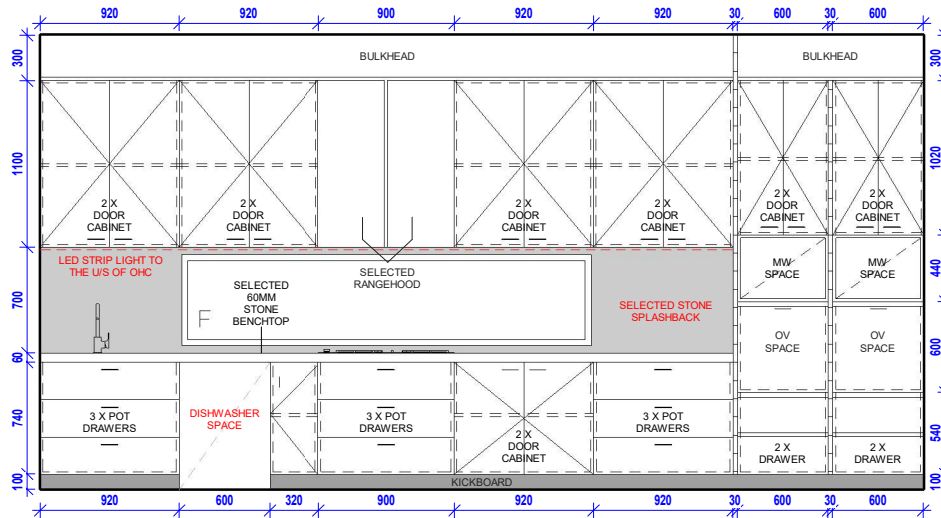 920 920 900 920 920 30 600 30 600
300 BULKHEAD BULKHEAD 300
1100 1020
2 X
DOOR
CABINET
2 X
DOOR
CABINET
2 X
DOOR
CABINET
2 X
DOOR
CABINET
2 X
DOOR
CABINET
2 X
DOOR
CABINET
LED STRIP LIGHT TO
THE U/S OF OHC
SELECTED
RANGEHOOD
SELECTED
60MM
STONE
BENCHTOP
F
SELECTED STONE
SPLASHBACK
MW
SPACE
MW
SPACE
440
700
OV
SPACE
OV
SPACE
600
60
740
3 X POT
DRAWERS
DISHWASHER
SPACE
3 X POT
DRAWERS
2 X
DOOR
CABINET
3 X POT
DRAWERS
2 X
DRAWER
2 X
DRAWER
540
100 KICKBOARD 100
920 600 320 900 920 920 30 600 30 600